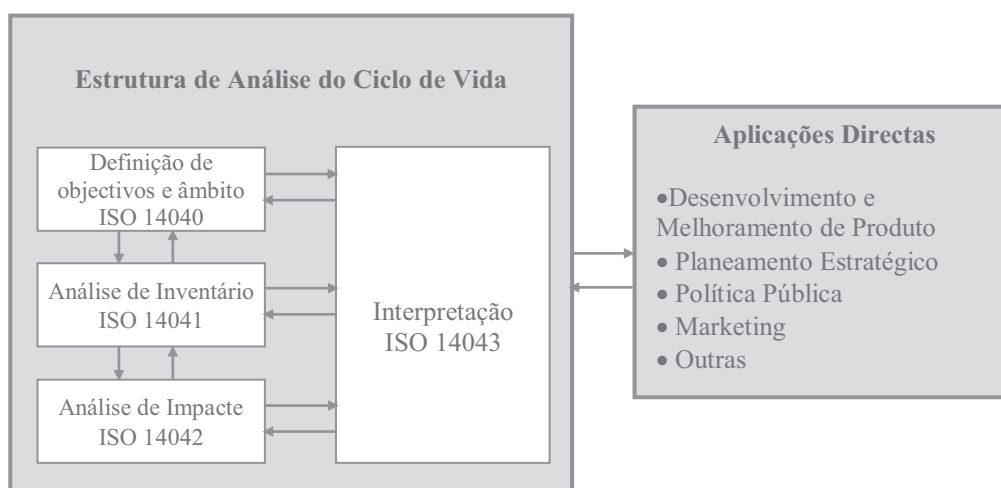 Estrutura de Análise do Ciclo de Vida
Definição de
objectivos e âmbito
ISO 14040
Análise de Inventário
ISO 14041
Análise de Impacte
ISO 14042
Interpretação
ISO 14043
Aplicações Directas
•Desenvolvimento e
Melhoramento de Produto
• Planeamento Estratégico
• Política Pública
• Marketing
• Outras